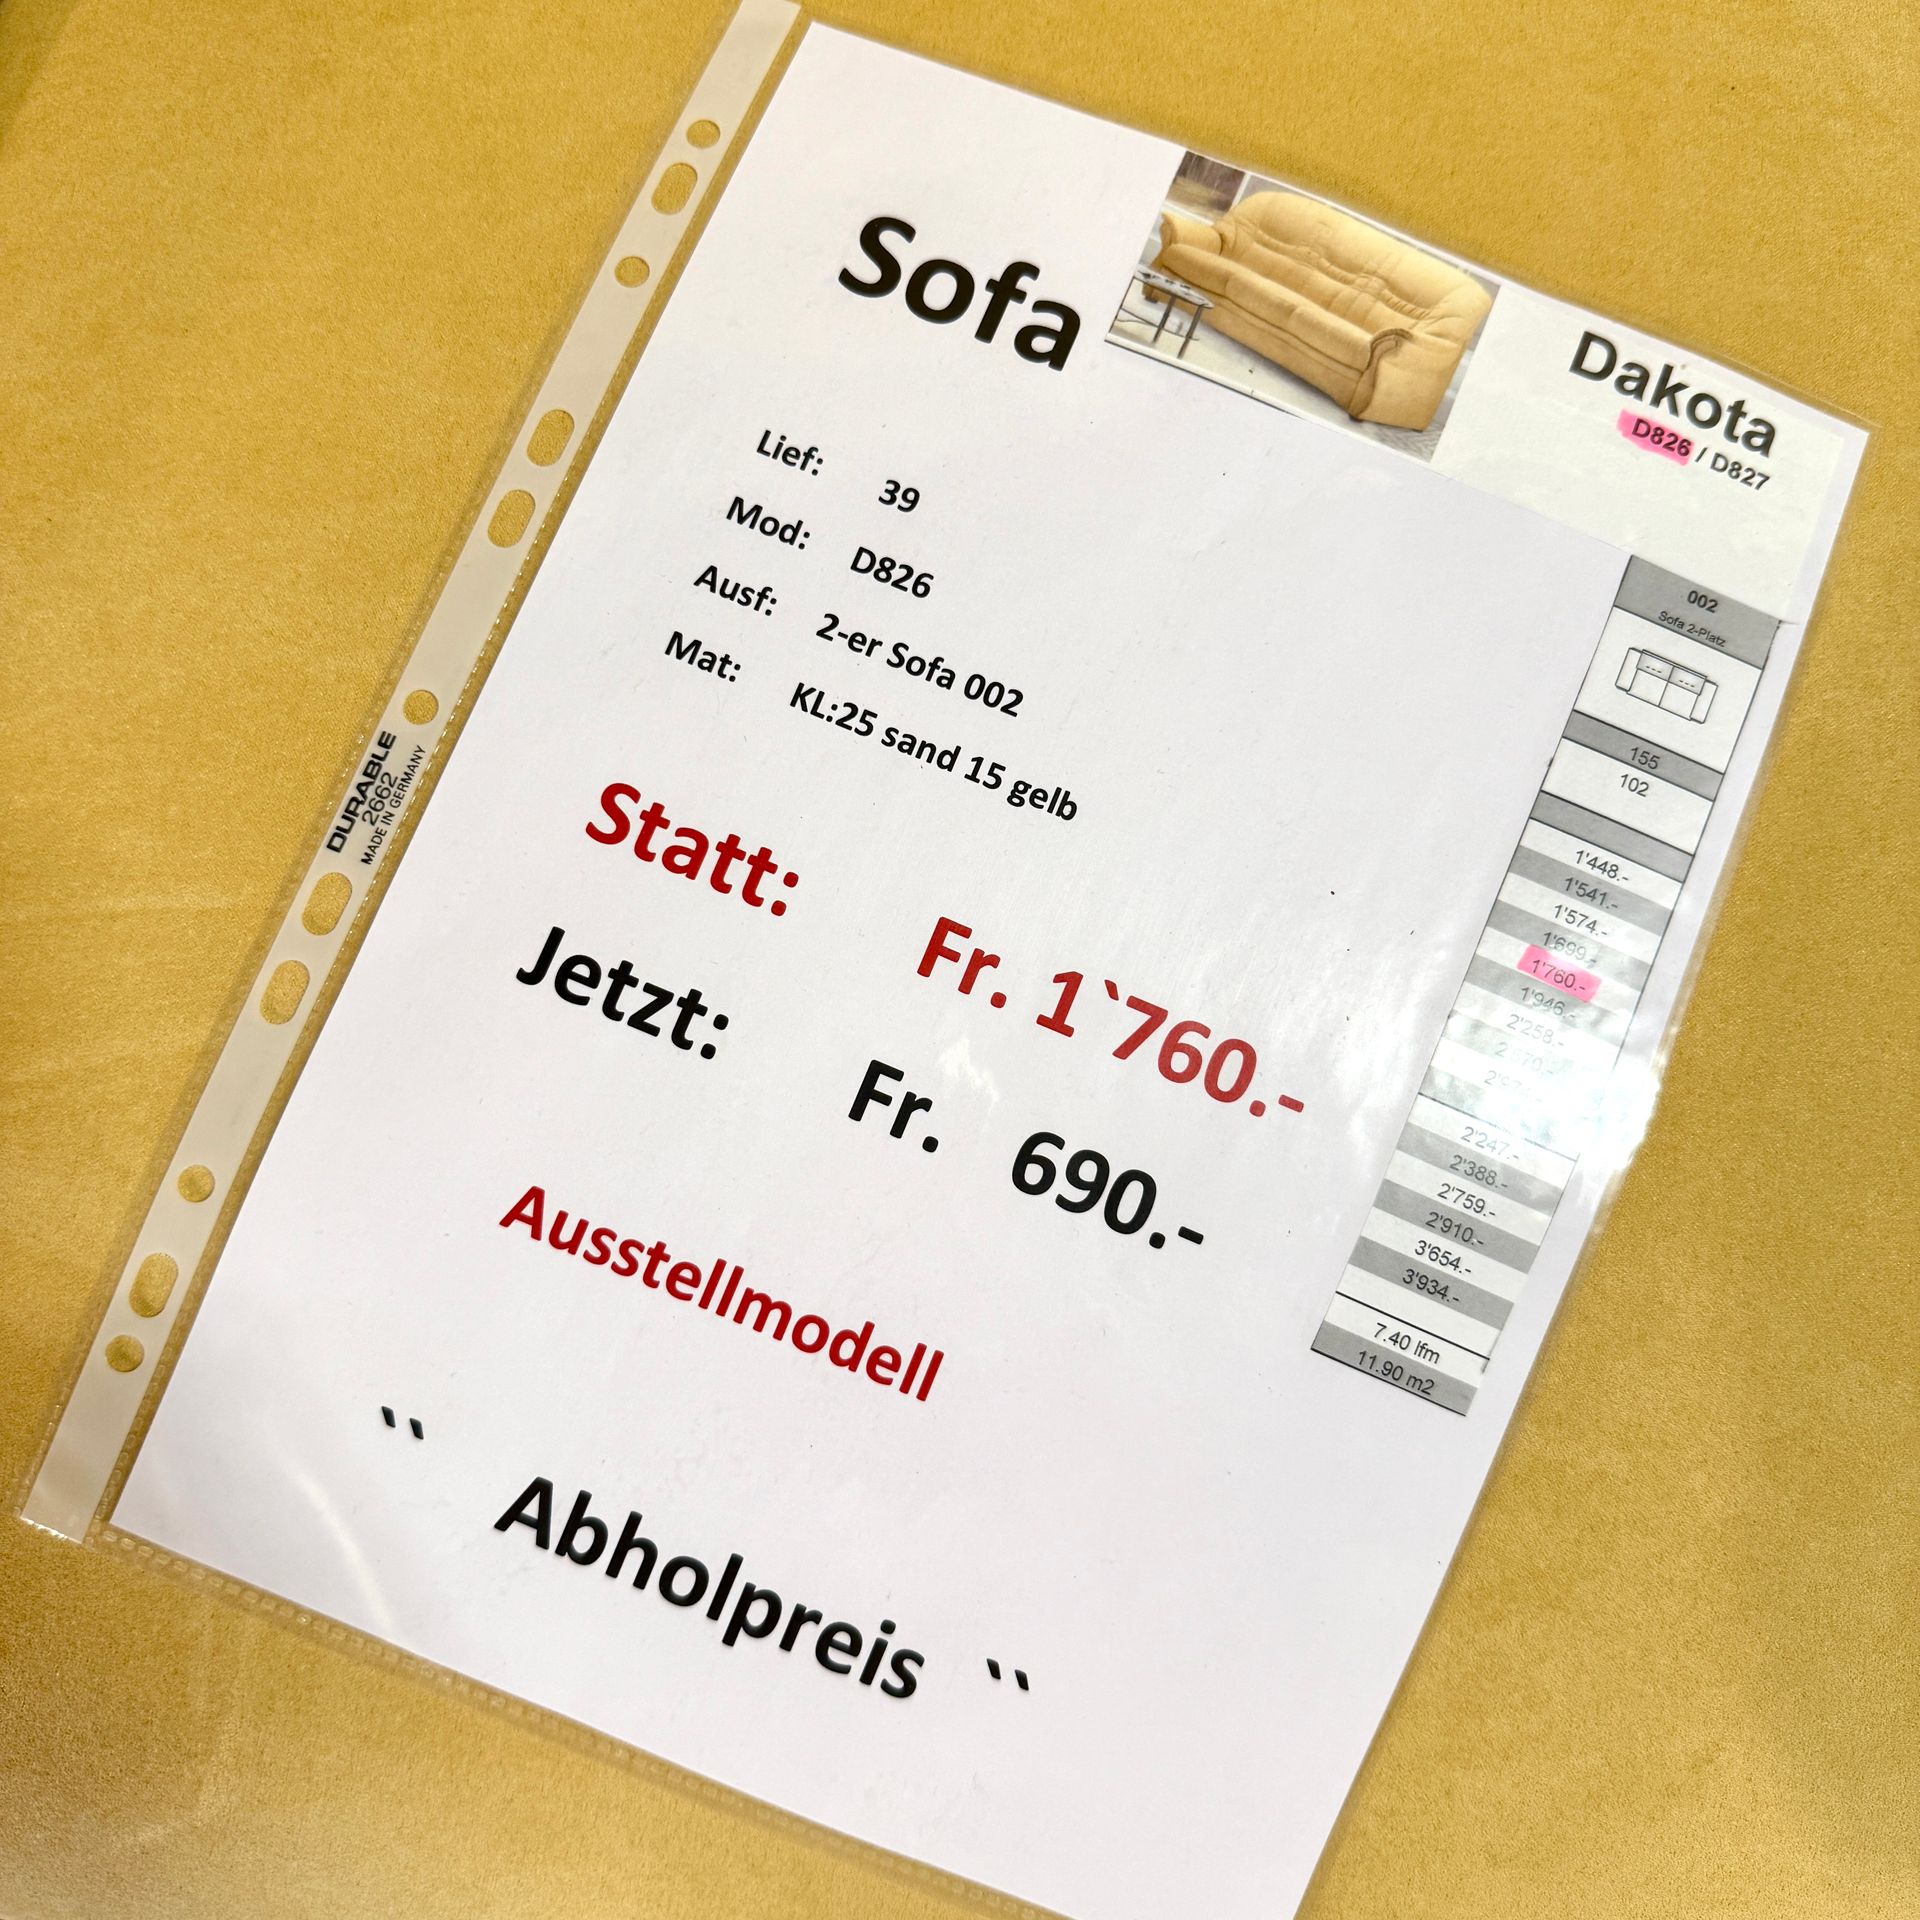 Sofa
Dakota
D826 / D827
Lief: 39
Mod: D826
Ausf: 2-er Sofa 002
Mat: KL:25 sand 15 gelb
Statt: Fr. 1`760.-
Jetzt: Fr. 690.-
Ausstellmodell
`` Abholpreis ``
002
Sofa 2-Platz
155
102
1'448.-
1'541.-
1'574.-
1'699.-
1'760.-
1'946.-
2'258.-
2'247.-
2'388.-
2'759.-
2'910.-
3'654.-
3'934.-
7.40 lfm
11.90 m2
DURABLE
2662
MADE IN GERMANY